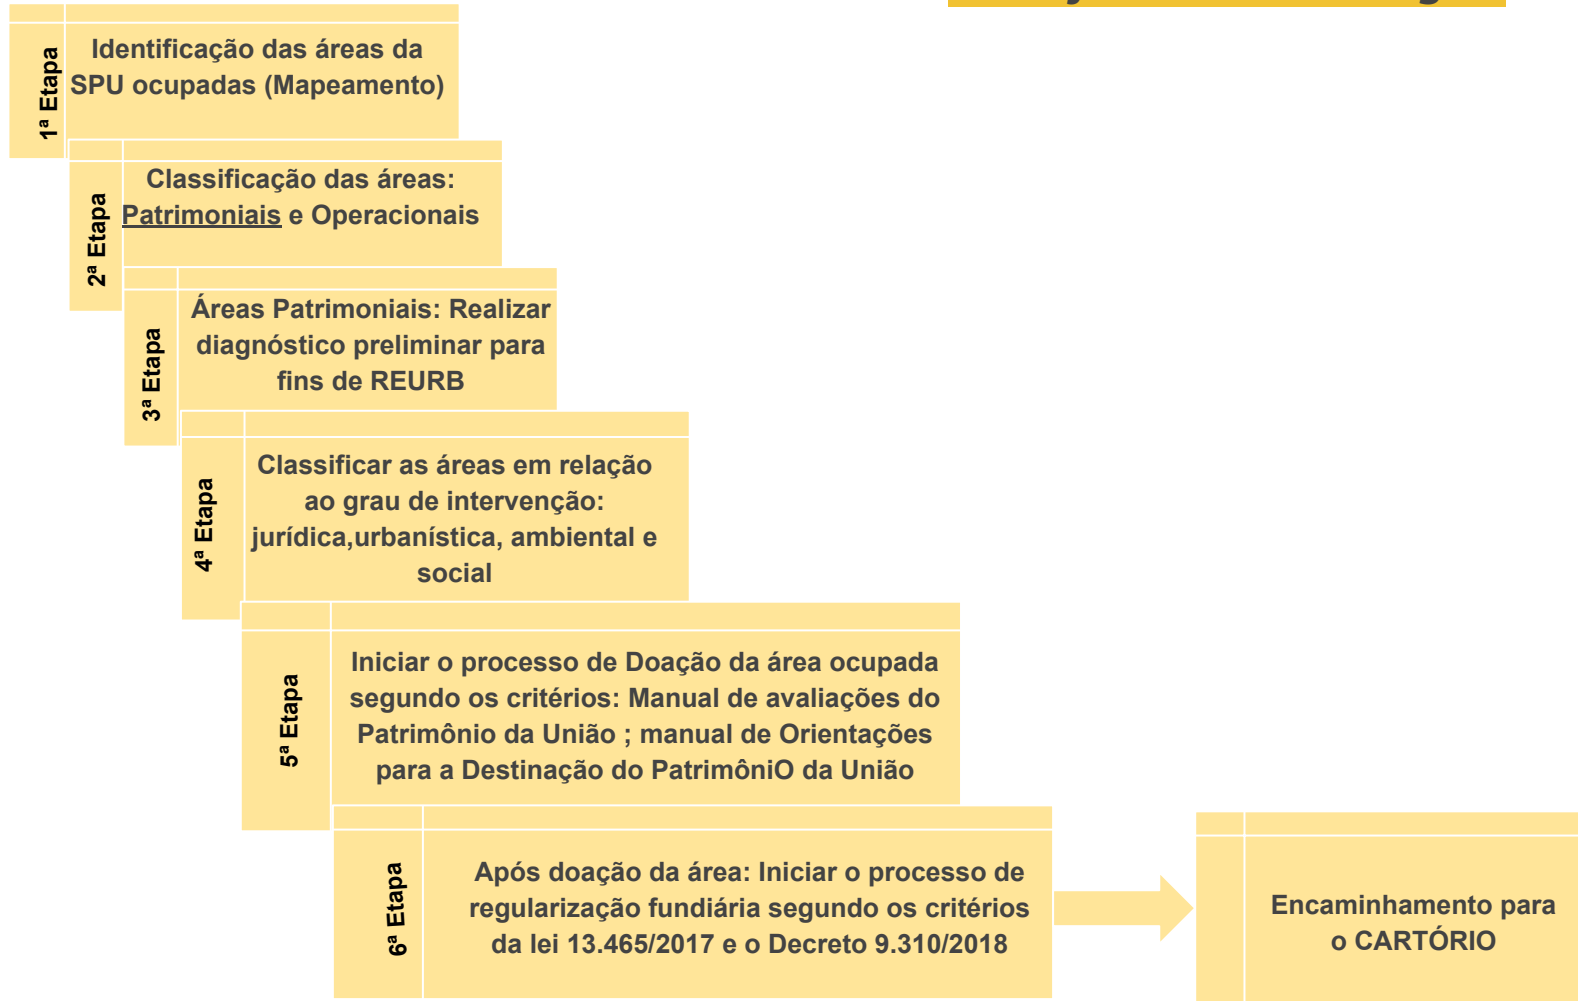 1ª Etapa
Identificação das áreas da
SPU ocupadas (Mapeamento)
2ª Etapa
Classificação das áreas:
Patrimoniais e Operacionais
3ª Etapa
Áreas Patrimoniais: Realizar
diagnóstico preliminar para
fins de REURB
4ª Etapa
Classificar as áreas em relação
ao grau de intervenção:
jurídica,urbanística, ambiental e
social
5ª Etapa
Iniciar o processo de Doação da área ocupada
segundo os critérios: Manual de avaliações do
Patrimônio da União ; manual de Orientações
para a Destinação do PatrimôniO da União
6ª Etapa
Após doação da área: Iniciar o processo de
regularização fundiária segundo os critérios
da lei 13.465/2017 e o Decreto 9.310/2018
Encaminhamento para
o CARTÓRIO